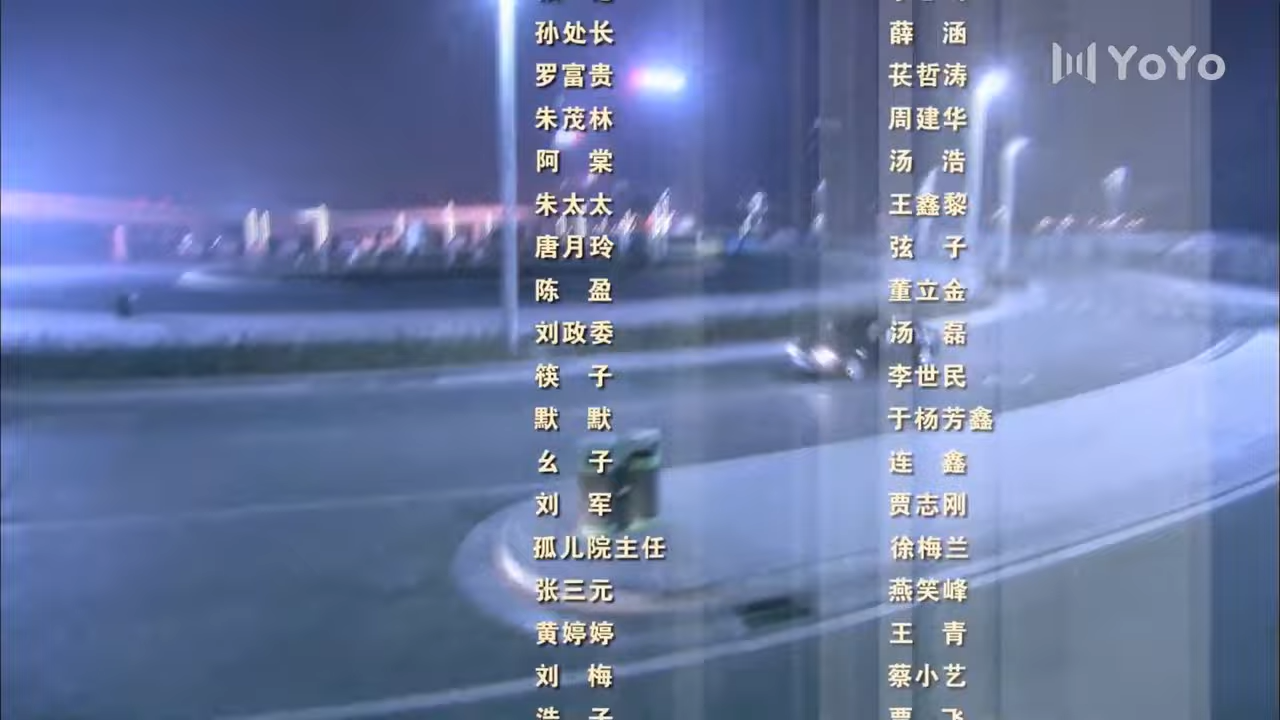 孙处长 薛 涵
罗富贵 苌哲涛
朱茂林 周建华
阿 棠 汤 浩
朱太太 王鑫黎
唐月玲 弦 子
陈 盈 董立金
刘政委 汤 磊
筷 子 李世民
默 默 于杨芳鑫
幺 子 连 鑫
刘 军 贾志刚
孤儿院主任 徐梅兰
张三元 燕笑峰
黄婷婷 王 青
刘 梅 蔡小艺
YoYo